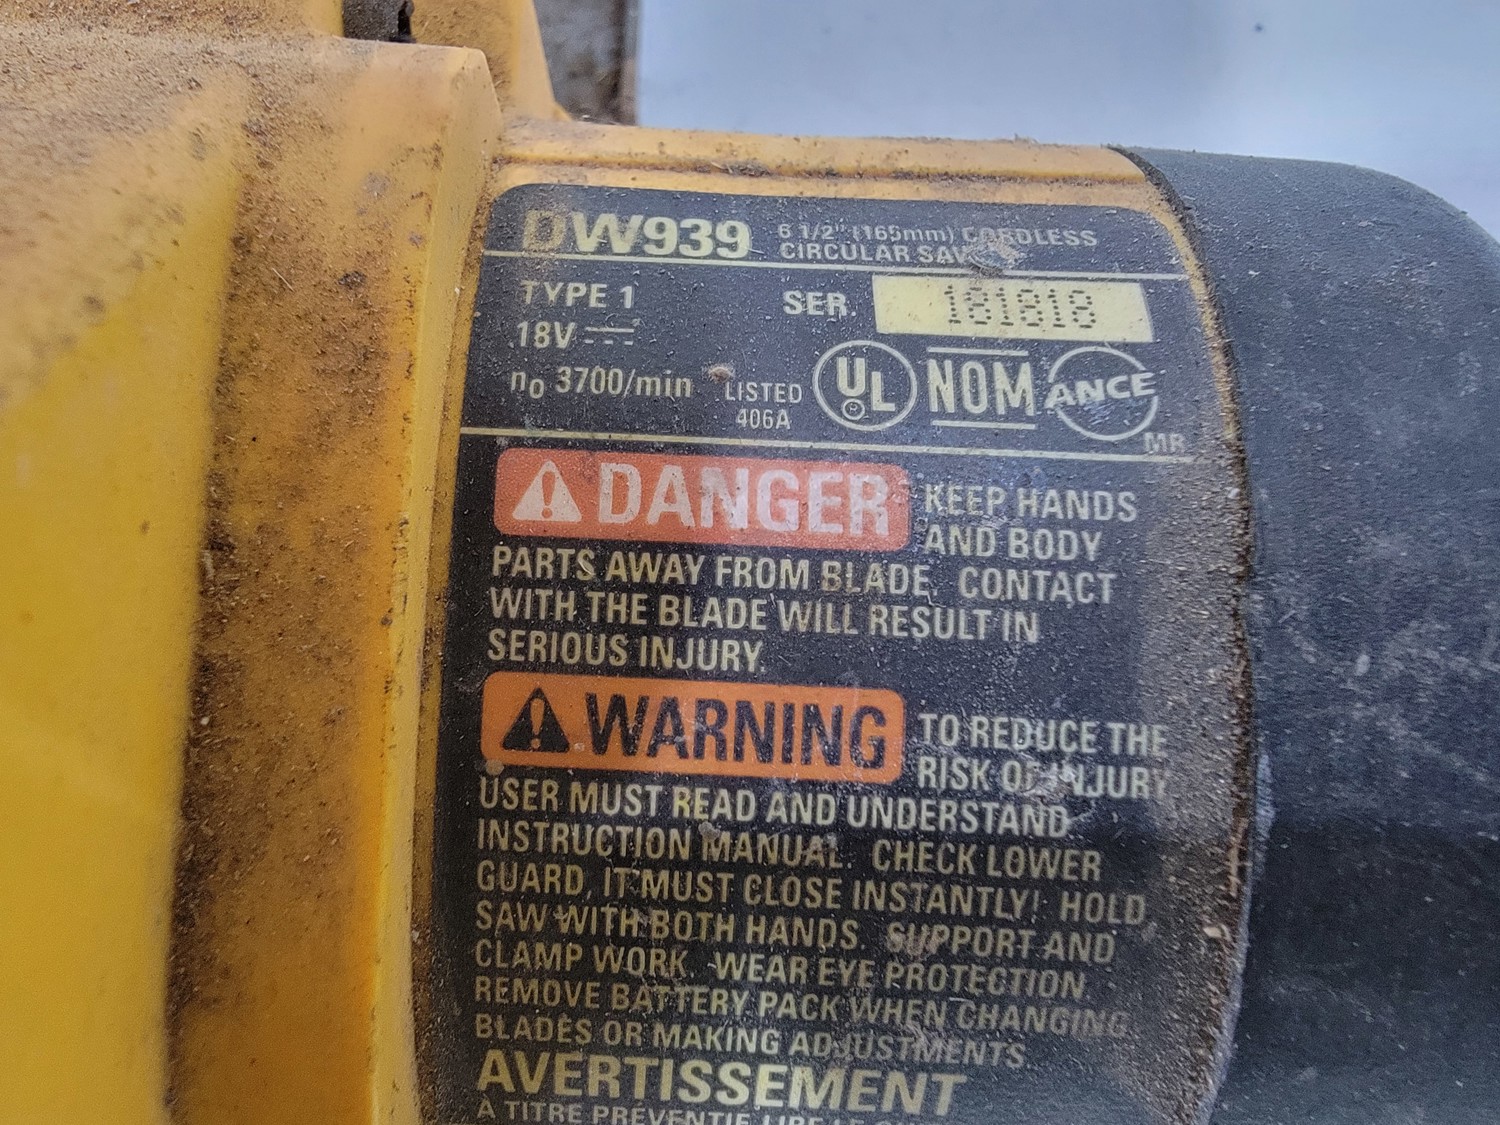 DW939 6 1/2" (165mm) CORDLESS
CIRCULAR SAW
TYPE 1 SER. 181818
18V
n₀ 3700/min LISTED
406A
UL
®
NOM
ANCE
MR
DANGER KEEP HANDS
AND BODY
PARTS AWAY FROM BLADE. CONTACT
WITH THE BLADE WILL RESULT IN
SERIOUS INJURY.
WARNING TO REDUCE THE
RISK OF INJURY
USER MUST READ AND UNDERSTAND
INSTRUCTION MANUAL. CHECK LOWER
GUARD, IT MUST CLOSE INSTANTLY! HOLD
SAW WITH BOTH HANDS. SUPPORT AND
CLAMP WORK. WEAR EYE PROTECTION.
REMOVE BATTERY PACK WHEN CHANGING
BLADES OR MAKING ADJUSTMENTS.
AVERTISSEMENT
À TITRE PRÉVENTIF LIRE LE